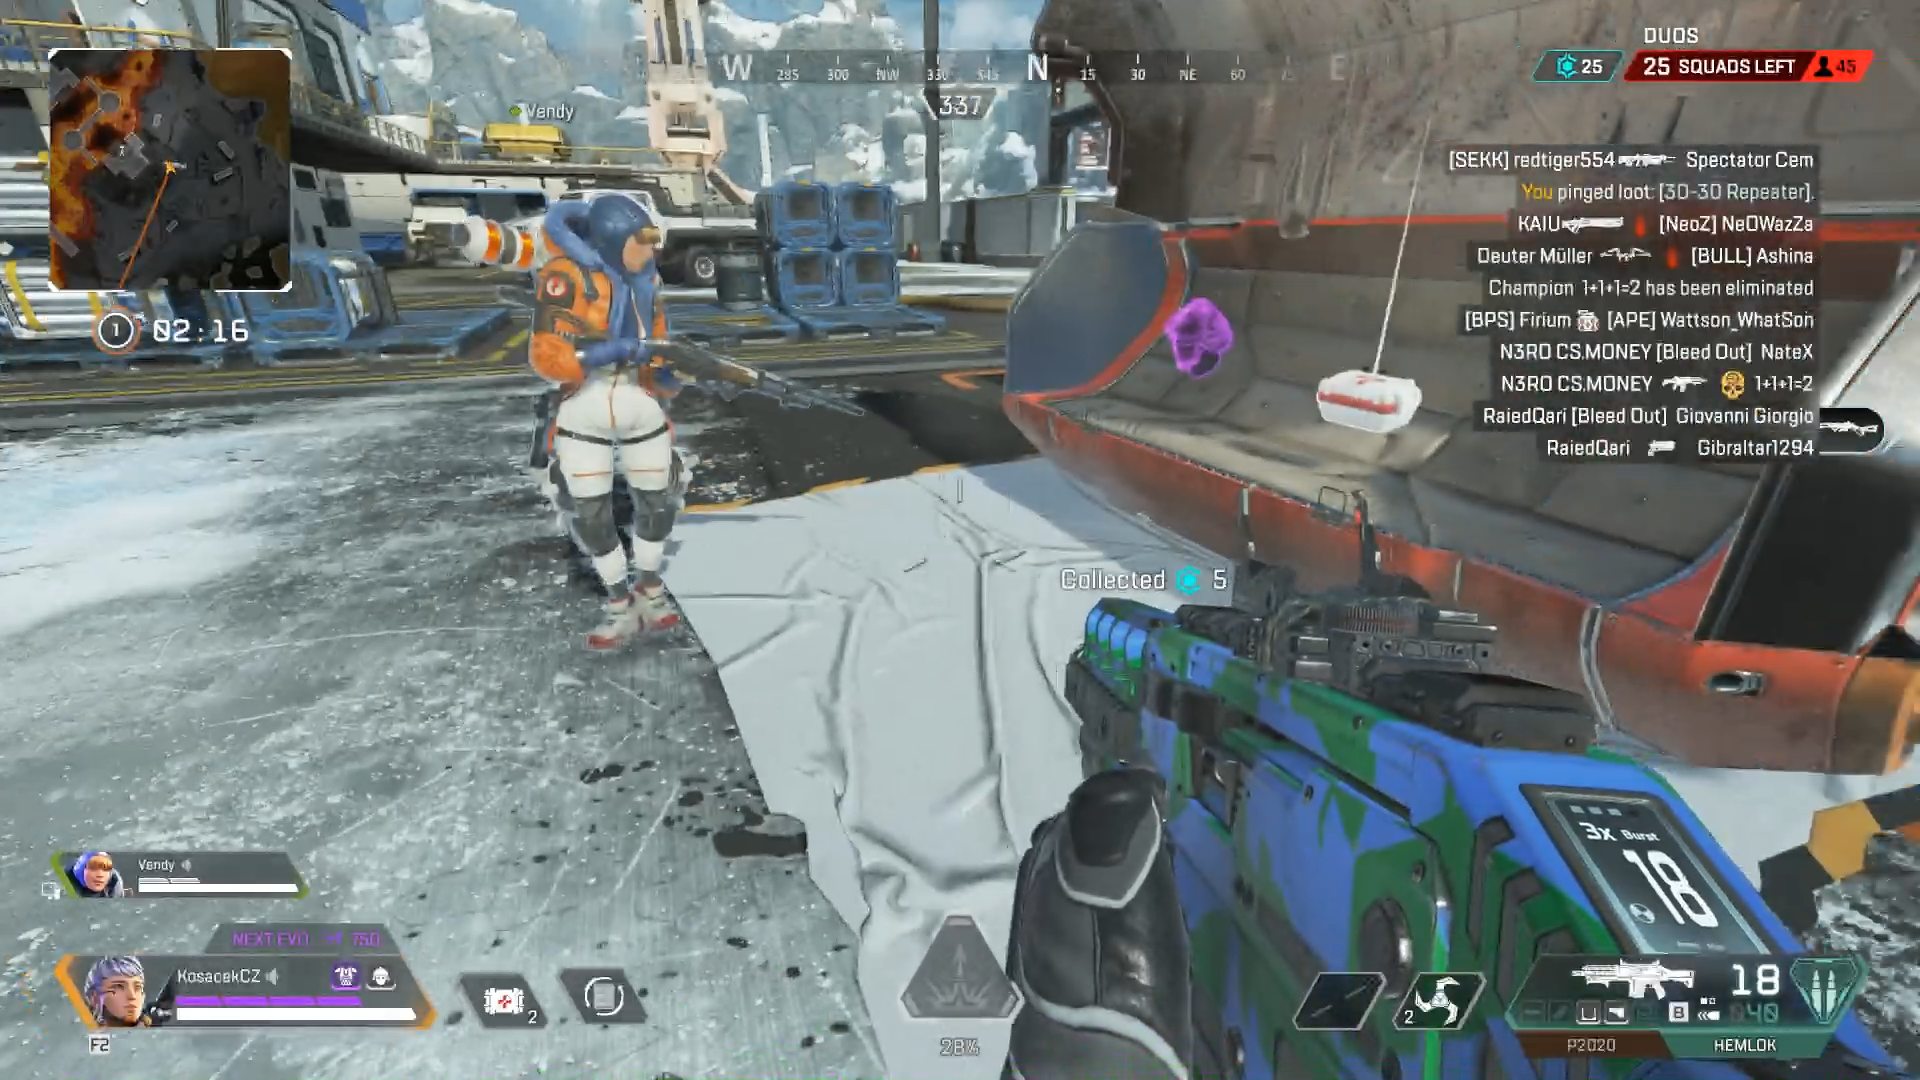 DUOS
25
25 SQUADS LEFT 45
W 285 300 NW 330 345 N 15 30 NE 60 E
337
Vendy
[SEKK] redtiger554 Spectator Cem
You pinged loot: [30-30 Repeater].
KAIU [NeoZ] NeOWazZa
Deuter Müller [BULL] Ashina
Champion 1+1+1=2 has been eliminated
[BPS] Firium [APE] Wattson_WhatSon
N3RO CS.MONEY [Bleed Out] NateX
N3RO CS.MONEY 1+1+1=2
RaiedQari [Bleed Out] Giovanni Giorgio
RaiedQari Gibraltar1294
1 02:16
Collected 5
3x Burst
18
Vendy
NEXT EVO 750
KosacekCZ
F2
2
28%
2
18
B
40
P2020
HEMLOK